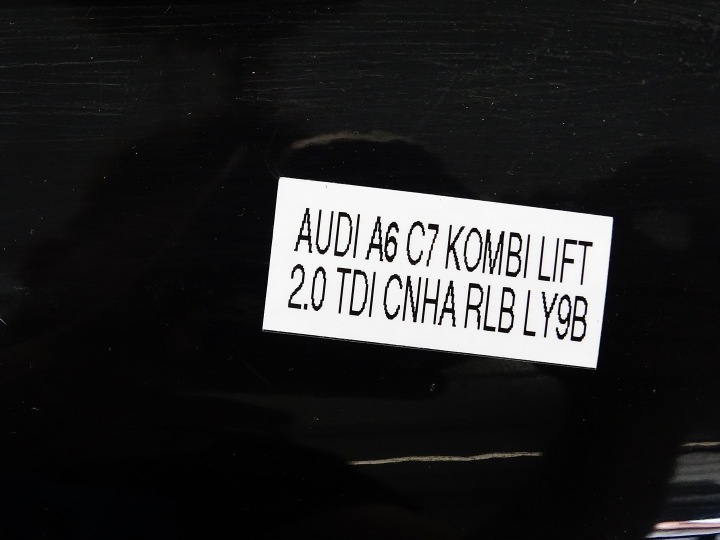 AUDI A6 C7 KOMBI LIFT
2.0 TDI CNHA RLB LY9B